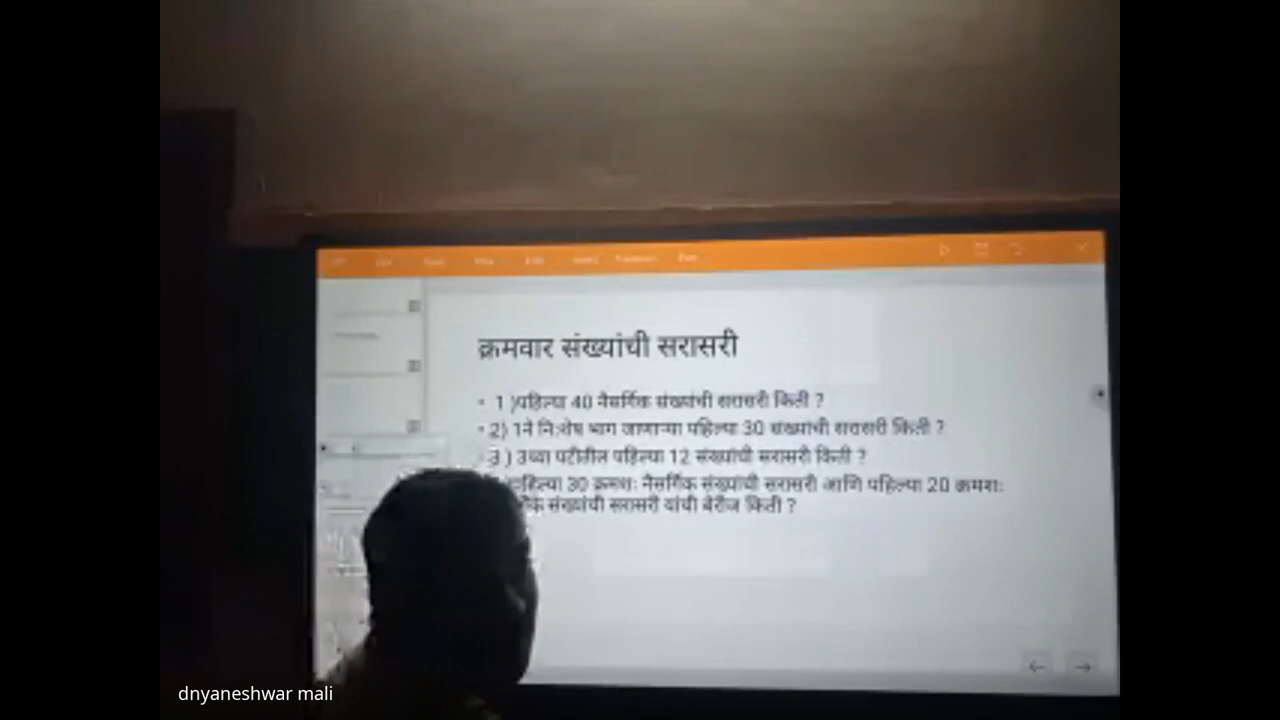 क्रमवार संख्यांची सरासरी
• 1 )पहिल्या 40 नैसर्गिक संख्यांची सरासरी किती ?
• 2) 1ने नि:शेष भाग जाणाऱ्या पहिल्या 30 संख्यांची सरासरी किती ?
3 ) 3च्या पटीतील पहिल्या 12 संख्यांची सरासरी किती ?
30 क्रमशः नैसर्गिक संख्यांची सरासरी आणि पहिल्या 20 क्रमशः
संख्यांची सरासरी यांची बेरीज किती ?
dnyaneshwar mali